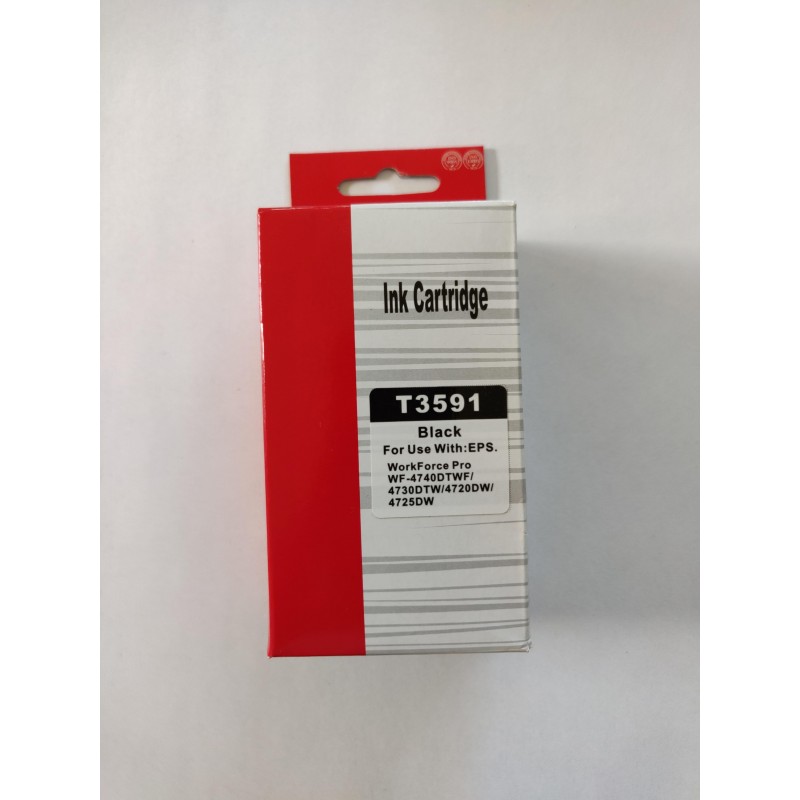 Ink Cartridge
T3591
Black
For Use With:EPS.
WorkForce Pro
WF-4740DTWF/
4730DTW/4720DW/
4725DW